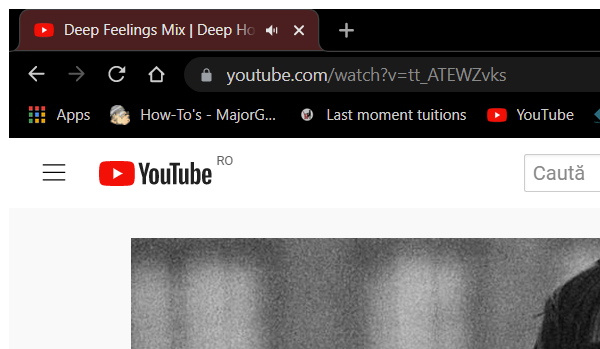 Deep Feelings Mix | Deep Ho
youtube.com/watch?v=tt_ATEWZvks
Apps How-To's - MajorG... Last moment tuitions YouTube
YouTube RO
Caută